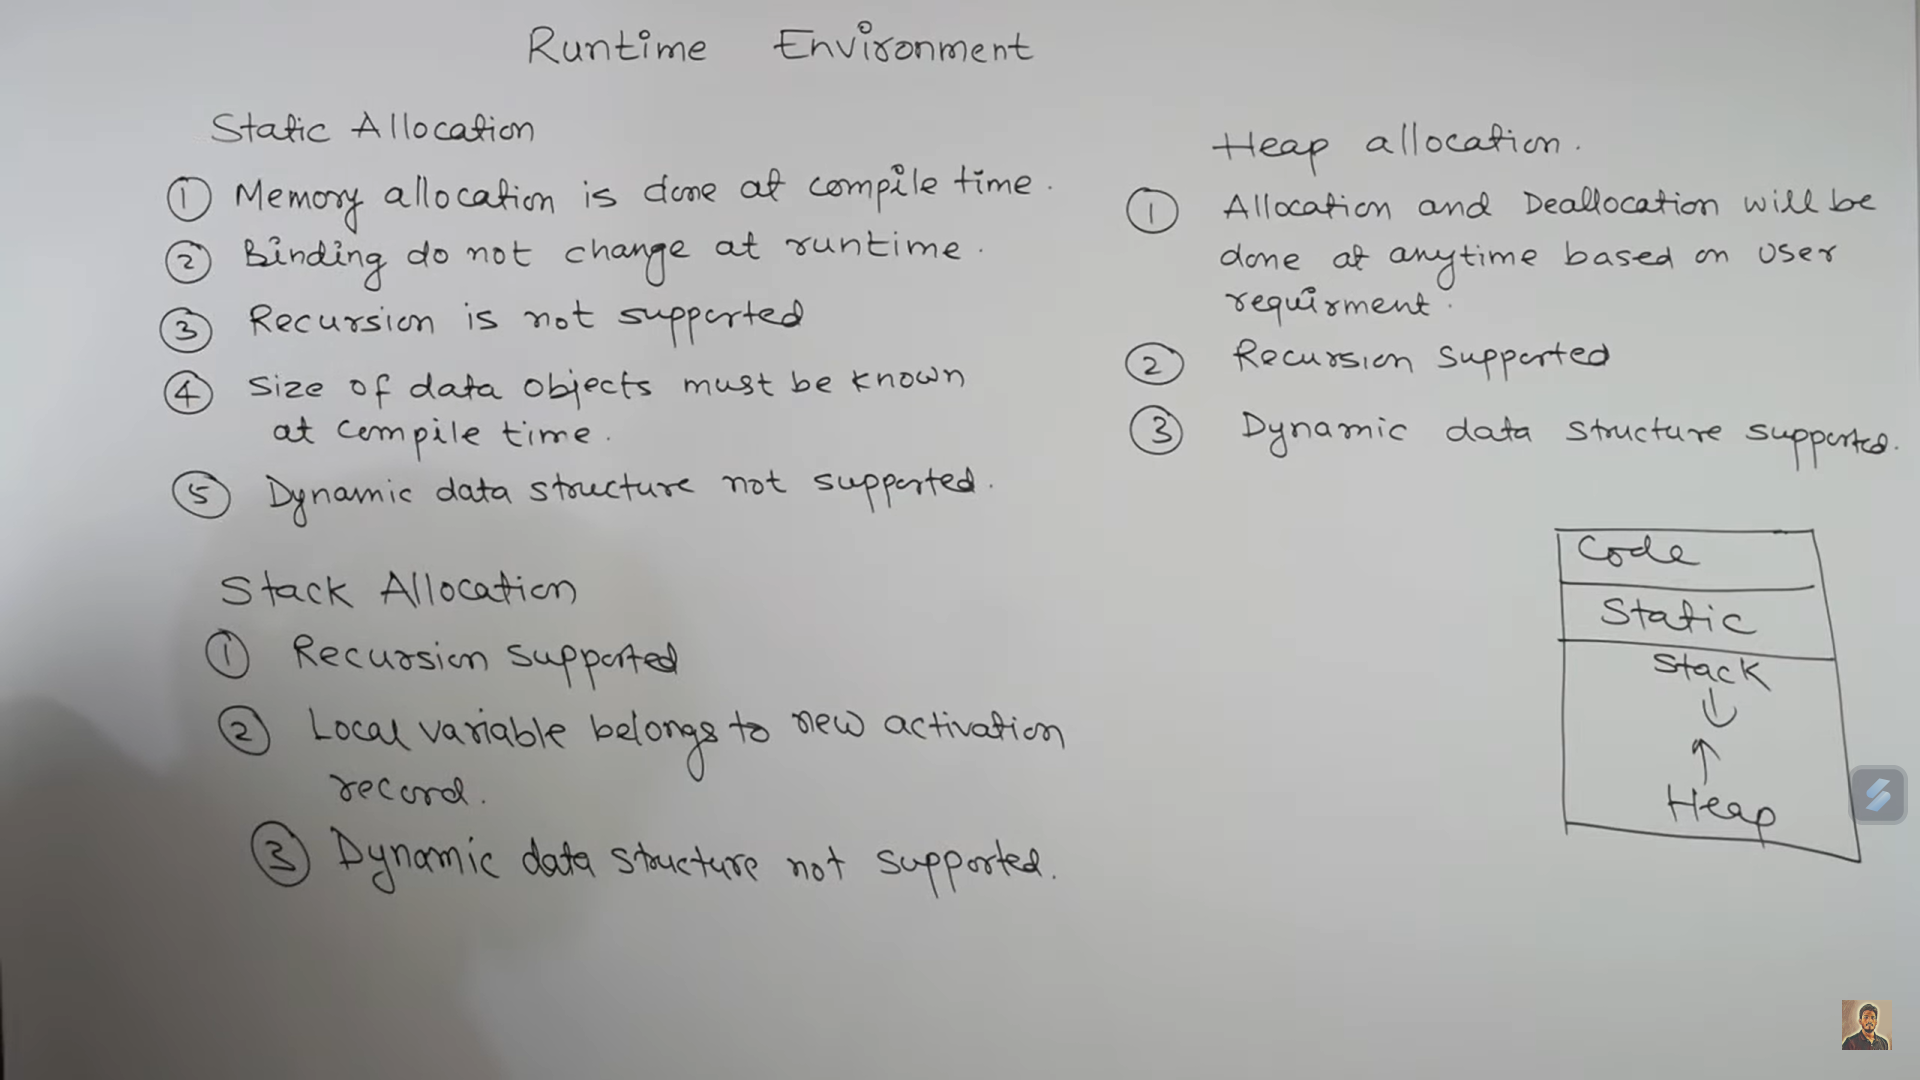 Runtime Environment
Static Allocation
① Memory allocation is done at compile time.
② Binding do not change at runtime.
③ Recursion is not supported
④ Size of data objects must be known
at compile time.
⑤ Dynamic data structure not supported.
Stack Allocation
① Recursion supported
② Local variable belongs to new activation
record.
③ Dynamic data structure not supported.
Heap allocation.
① Allocation and Deallocation will be
done at anytime based on user
requirment.
② Recursion supported
③ Dynamic data structure supported.
Code
Static
Stack
Heap